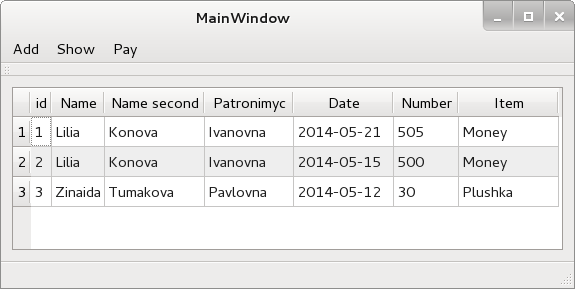 MainWindow
Add Show Pay
id Name Name second Patronimyc Date Number Item
1 1 Lilia Konova Ivanovna 2014-05-21 505 Money
2 2 Lilia Konova Ivanovna 2014-05-15 500 Money
3 3 Zinaida Tumakova Pavlovna 2014-05-12 30 Plushka